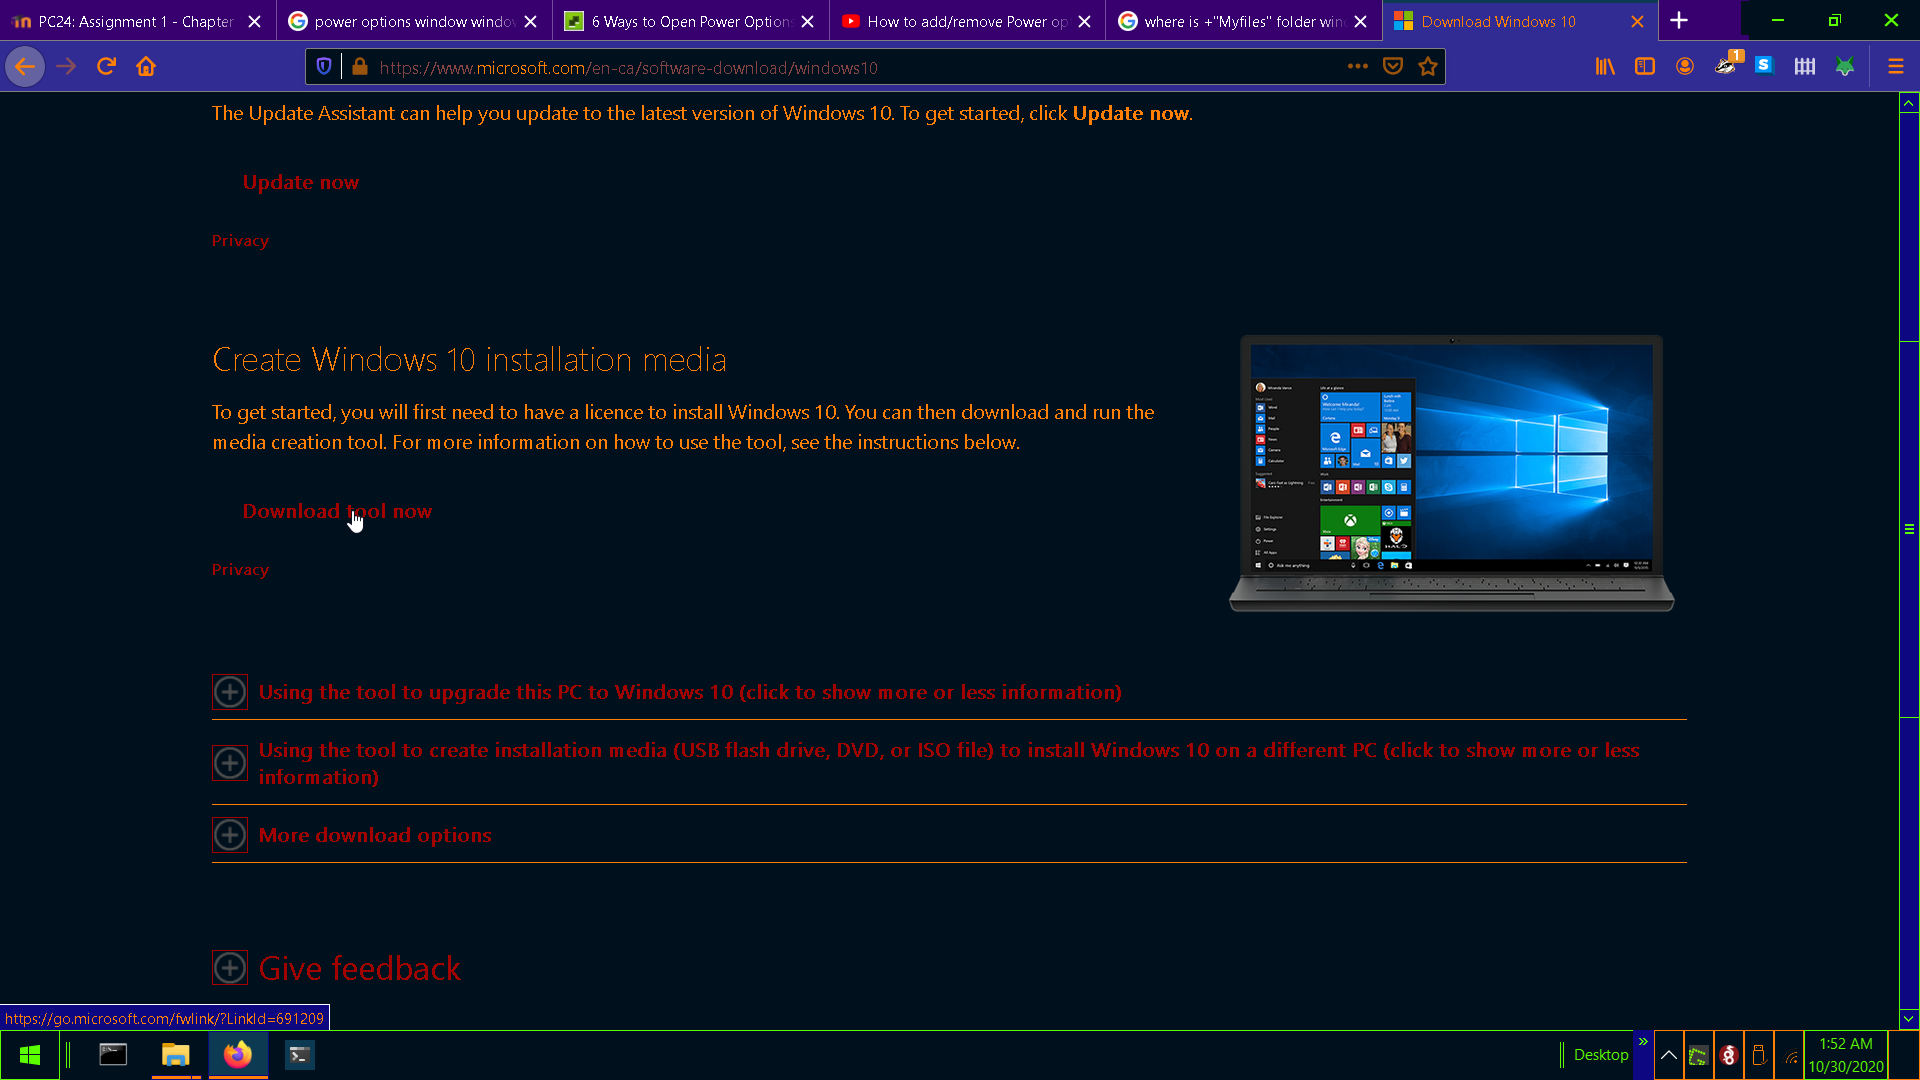 PC24: Assignment 1 - Chapter
power options window windo
6 Ways to Open Power Option
How to add/remove Power op
where is +"Myfiles" folder win
Download Windows 10
https://www.microsoft.com/en-ca/software-download/windows10
1
The Update Assistant can help you update to the latest version of Windows 10. To get started, click Update now.
Update now
Privacy
Create Windows 10 installation media
To get started, you will first need to have a licence to install Windows 10. You can then download and run the
media creation tool. For more information on how to use the tool, see the instructions below.
Download tool now
Privacy
Using the tool to upgrade this PC to Windows 10 (click to show more or less information)
Using the tool to create installation media (USB flash drive, DVD, or ISO file) to install Windows 10 on a different PC (click to show more or less
information)
More download options
Give feedback
https://go.microsoft.com/fwlink/?LinkId=691209
Desktop
1:52 AM
10/30/2020